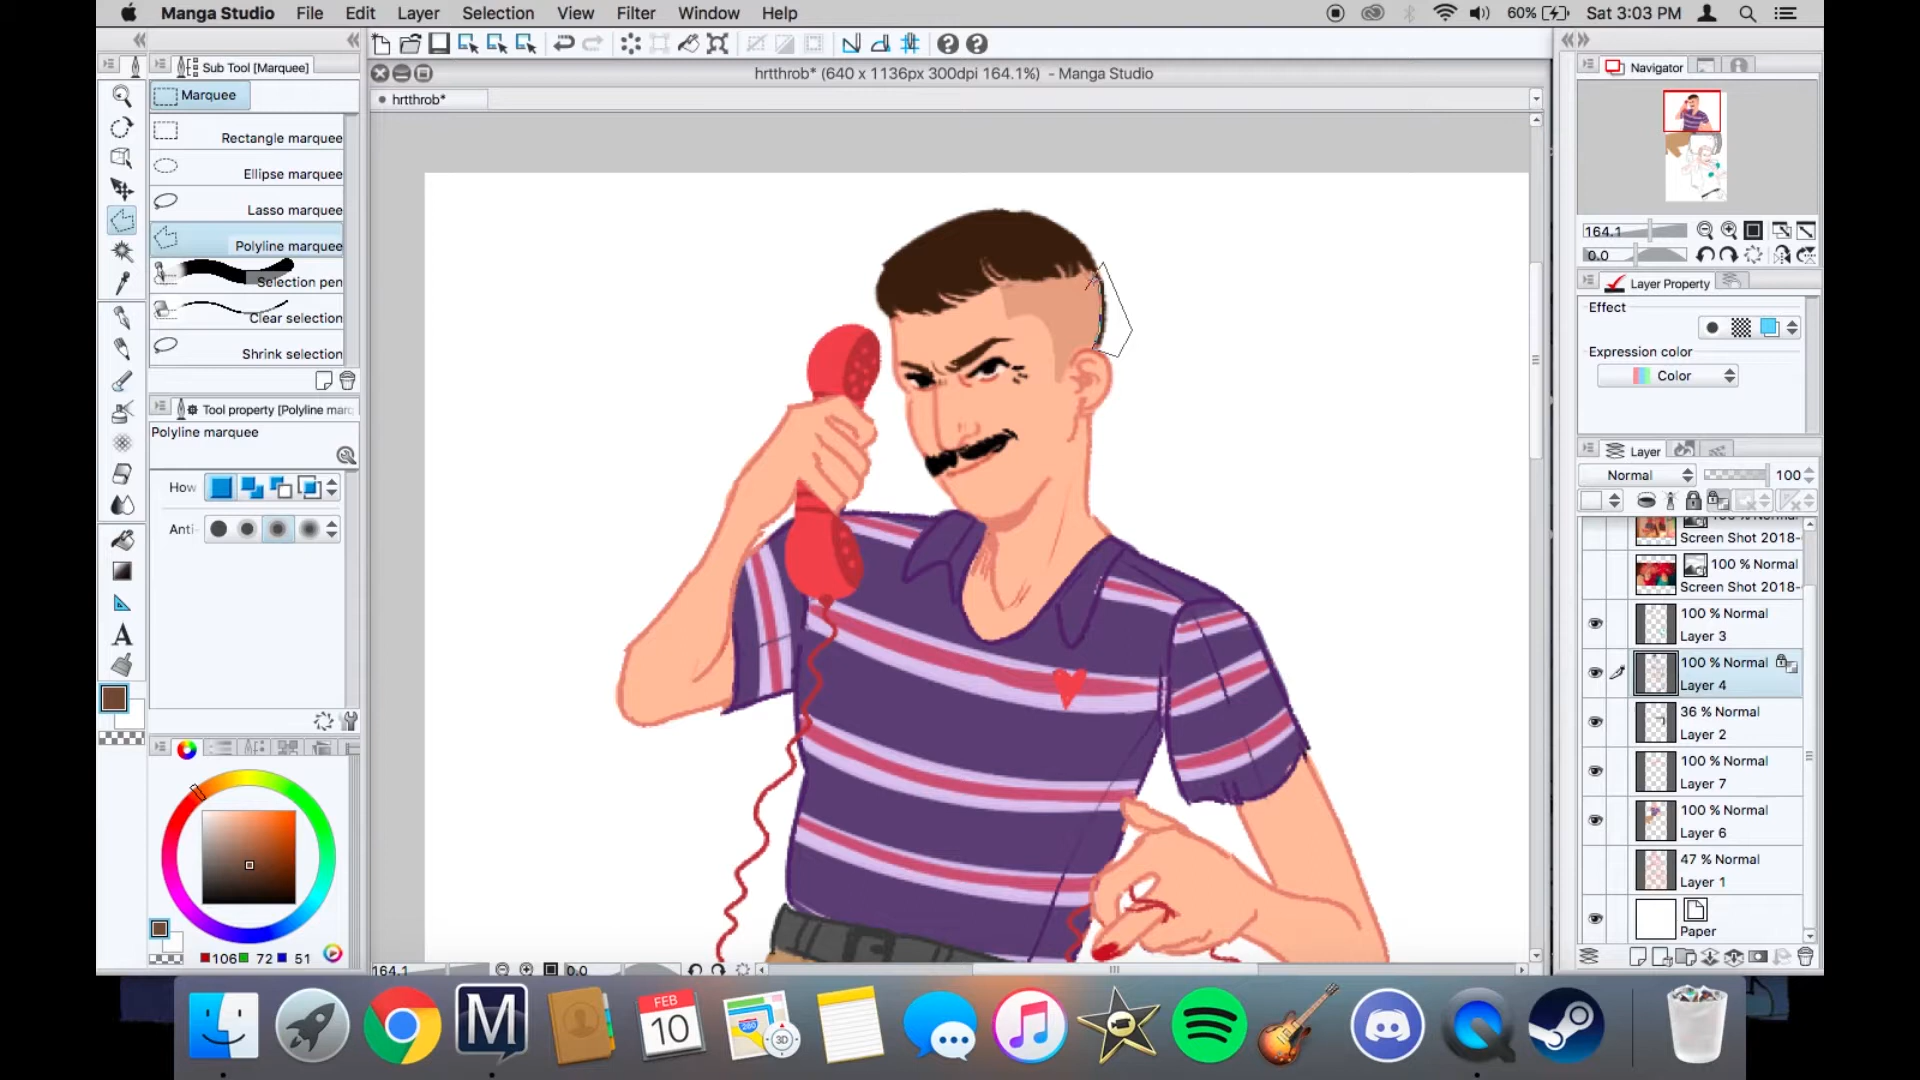 Manga Studio File Edit Layer Selection View Filter Window Help
60% Sat 3:03 PM
Sub Tool [Marquee]
hrtthrob* (640 x 1136px 300dpi 164.1%) - Manga Studio
Navigator
Marquee
hrtthrob*
Rectangle marquee
Ellipse marquee
Lasso marquee
Polyline marquee
Selection pen
Clear selection
Shrink selection
164.1
0.0
Layer Property
Effect
Expression color
Color
Tool property [Polyline marq
Polyline marquee
How
Anti-
Layer
Normal 100
Screen Shot 2018-
100 % Normal
Screen Shot 2018-
100 % Normal
Layer 3
100 % Normal
Layer 4
36 % Normal
Layer 2
100 % Normal
Layer 7
100 % Normal
Layer 6
47 % Normal
Layer 1
Paper
106 72 51
164.1 0.0
M
FEB
10
280
3D